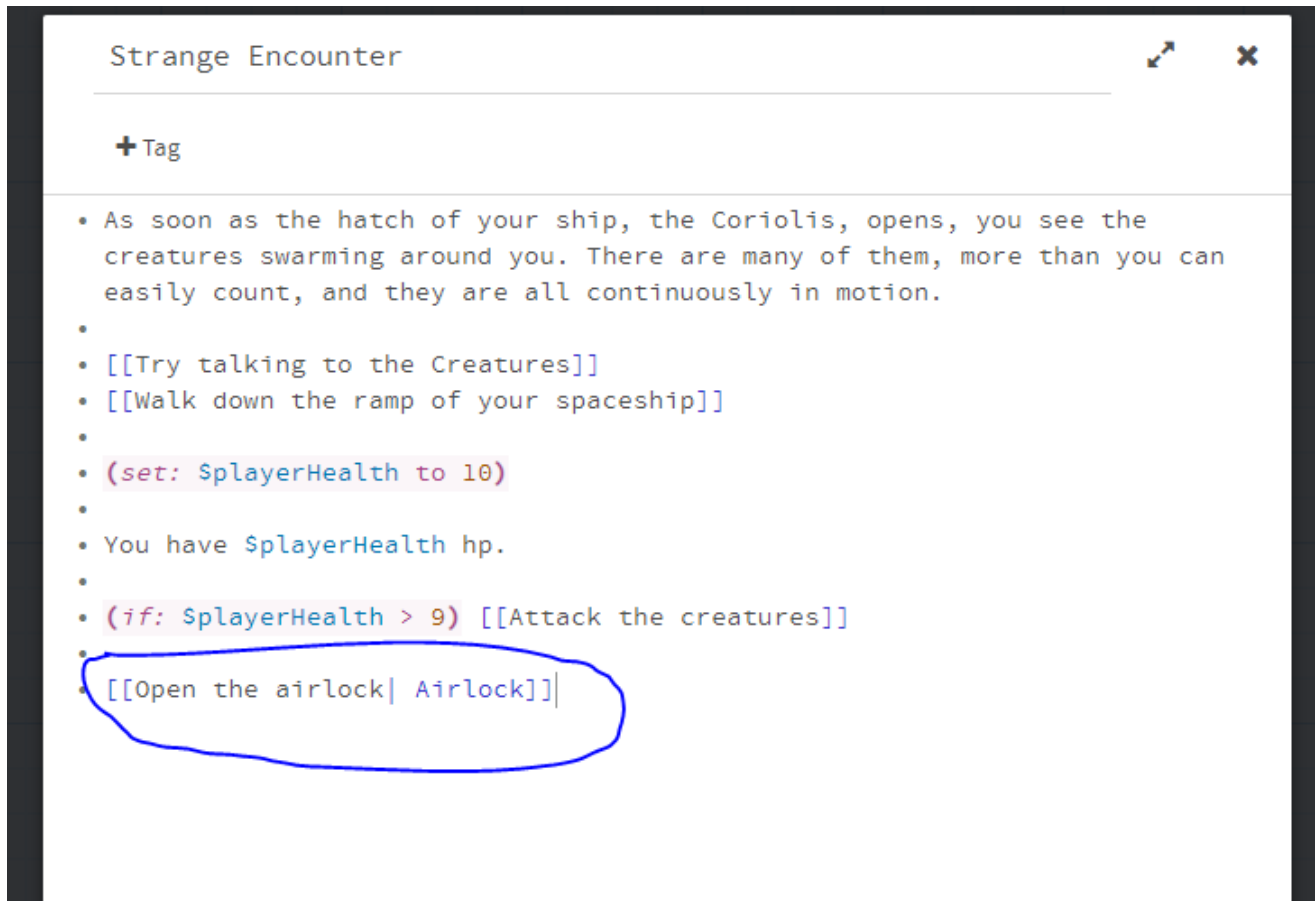 Strange Encounter
+ Tag
• As soon as the hatch of your ship, the Coriolis, opens, you see the
creatures swarming around you. There are many of them, more than you can
easily count, and they are all continuously in motion.
•
• [[Try talking to the Creatures]]
• [[Walk down the ramp of your spaceship]]
•
• (set: $playerHealth to 10)
•
• You have $playerHealth hp.
•
• (if: $playerHealth > 9) [[Attack the creatures]]
•
• [[Open the airlock| Airlock]]